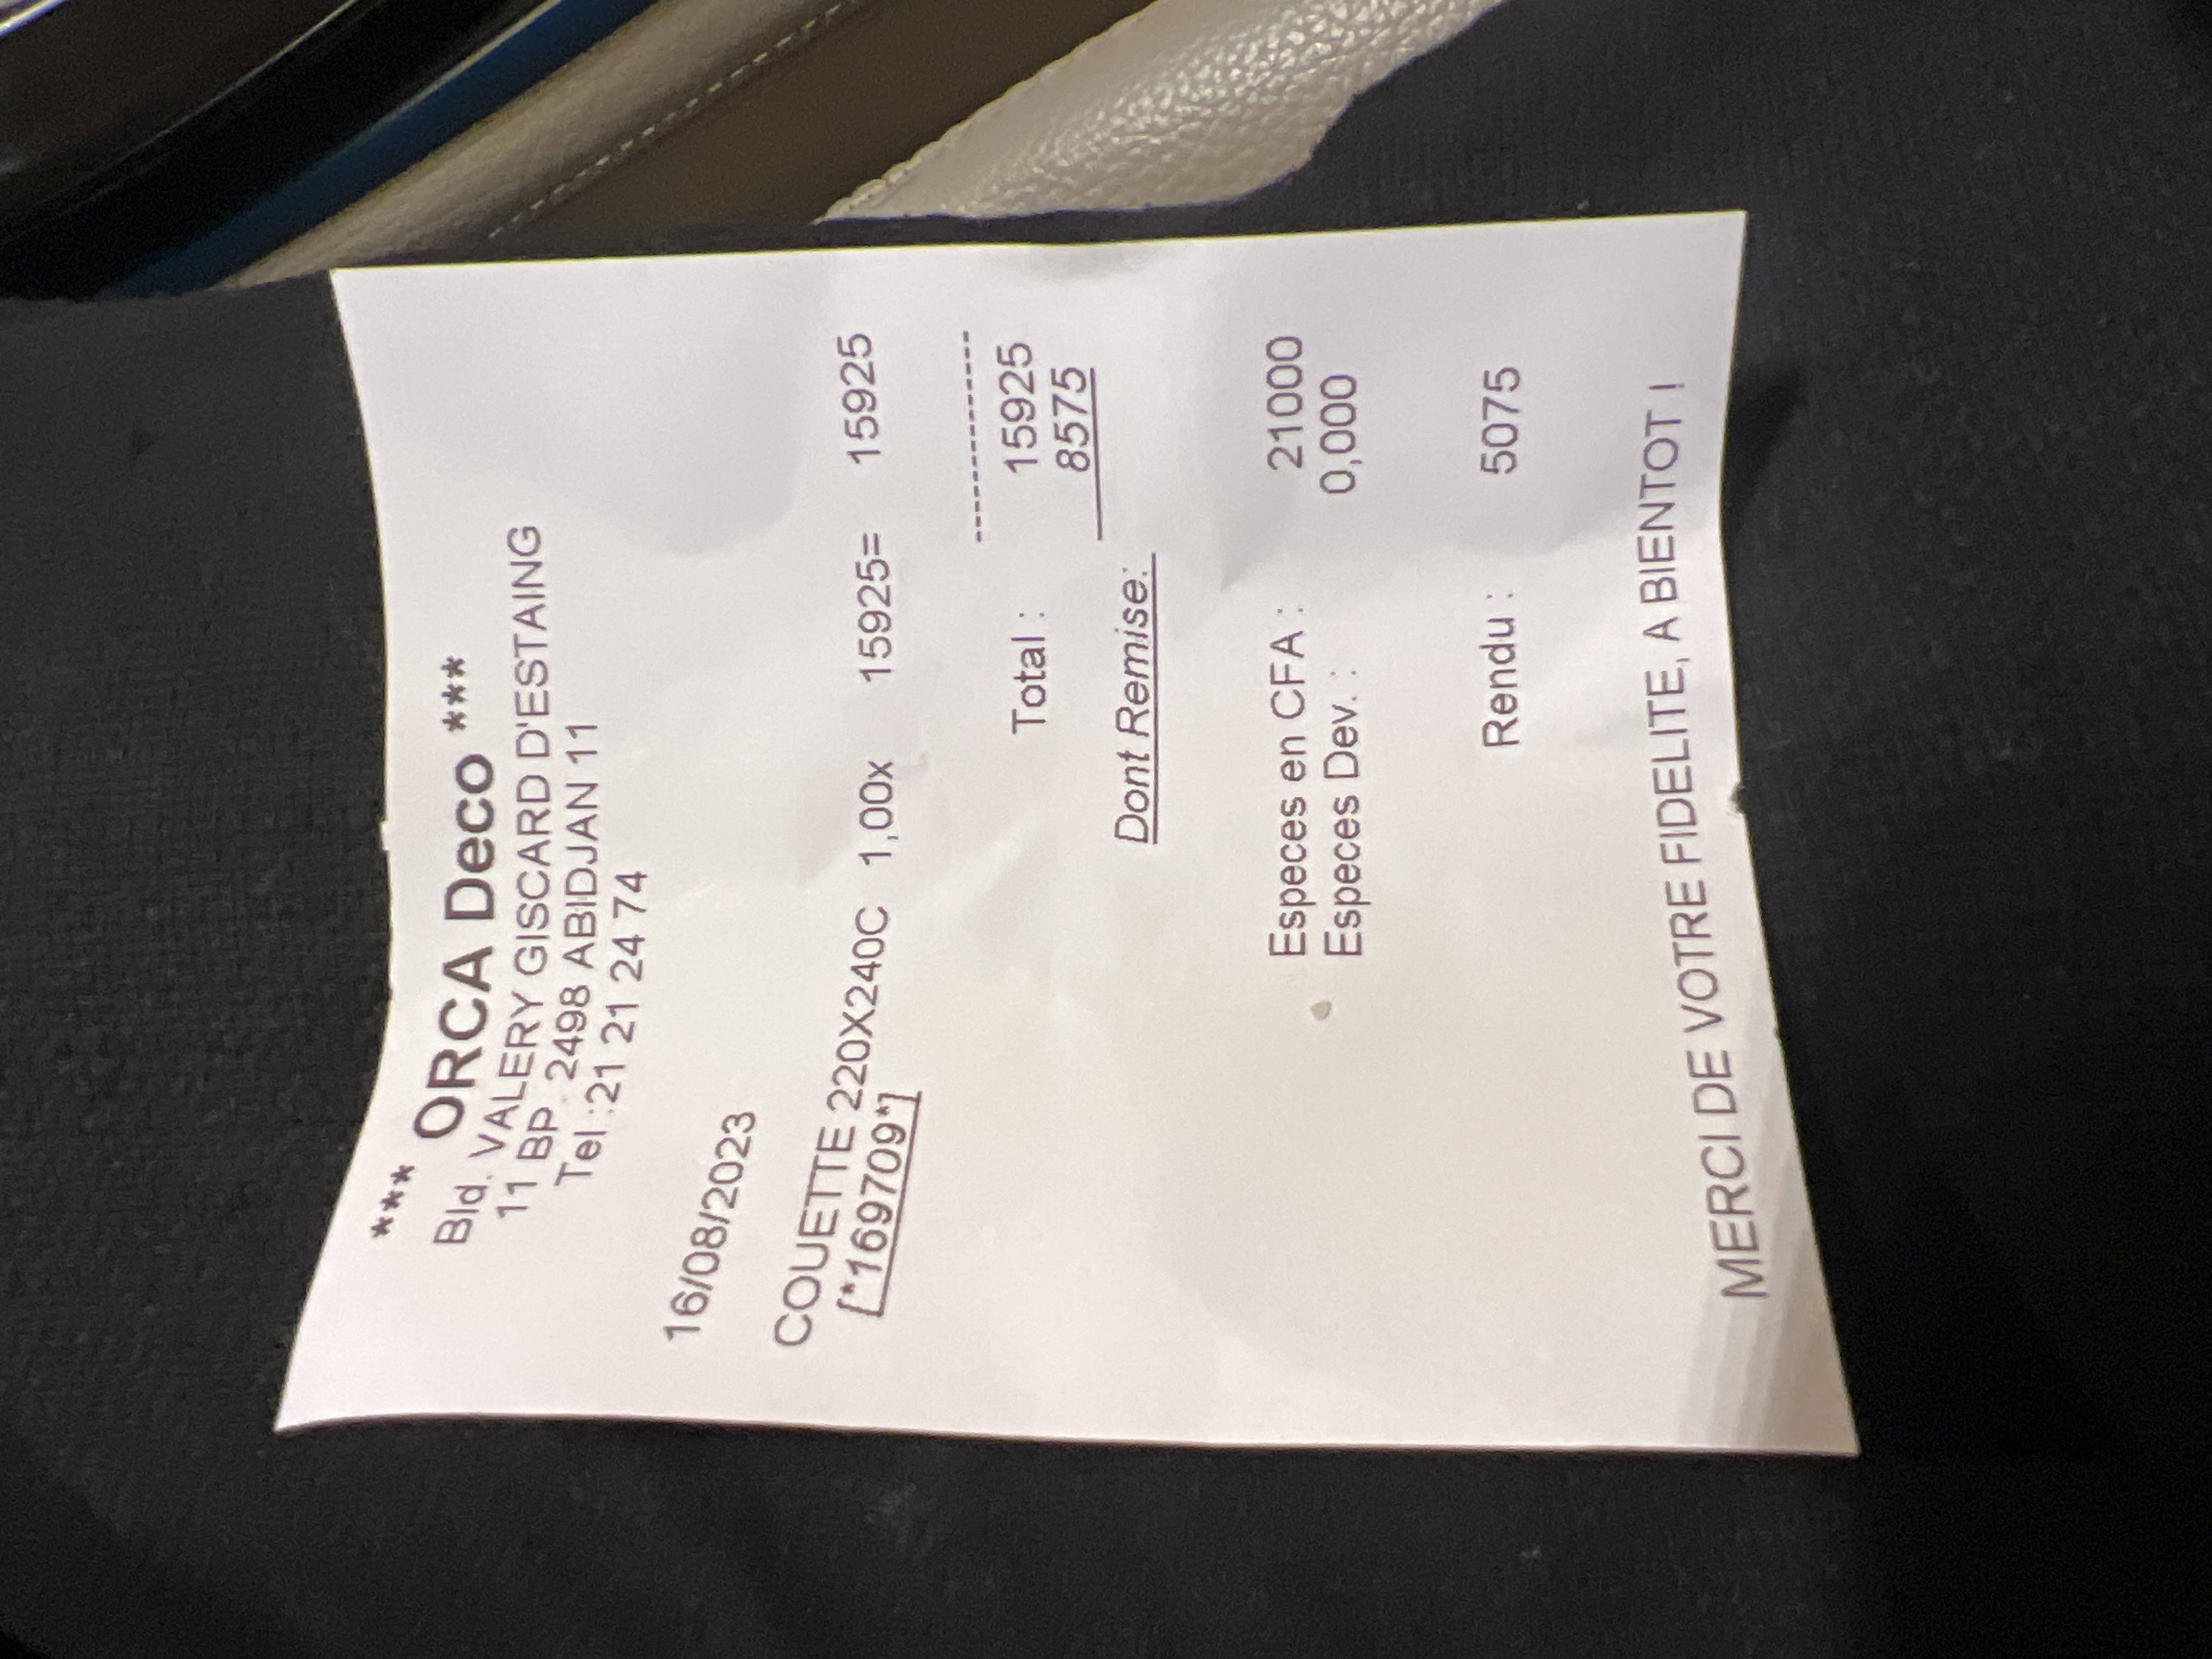 *** ORCA Deco ***
Bld. VALERY GISCARD D'ESTAING
11 BP. 2498 ABIDJAN 11
Tel :21 21 24 74
16/08/2023
COUETTE 220X240C 1,00x 15925= 15925
[*169709*]
--------------
Total : 15925
8575
Dont Remise:
Especes en CFA : 21000
Especes Dev. : 0,000
Rendu : 5075
MERCI DE VOTRE FIDELITE, A BIENTOT !